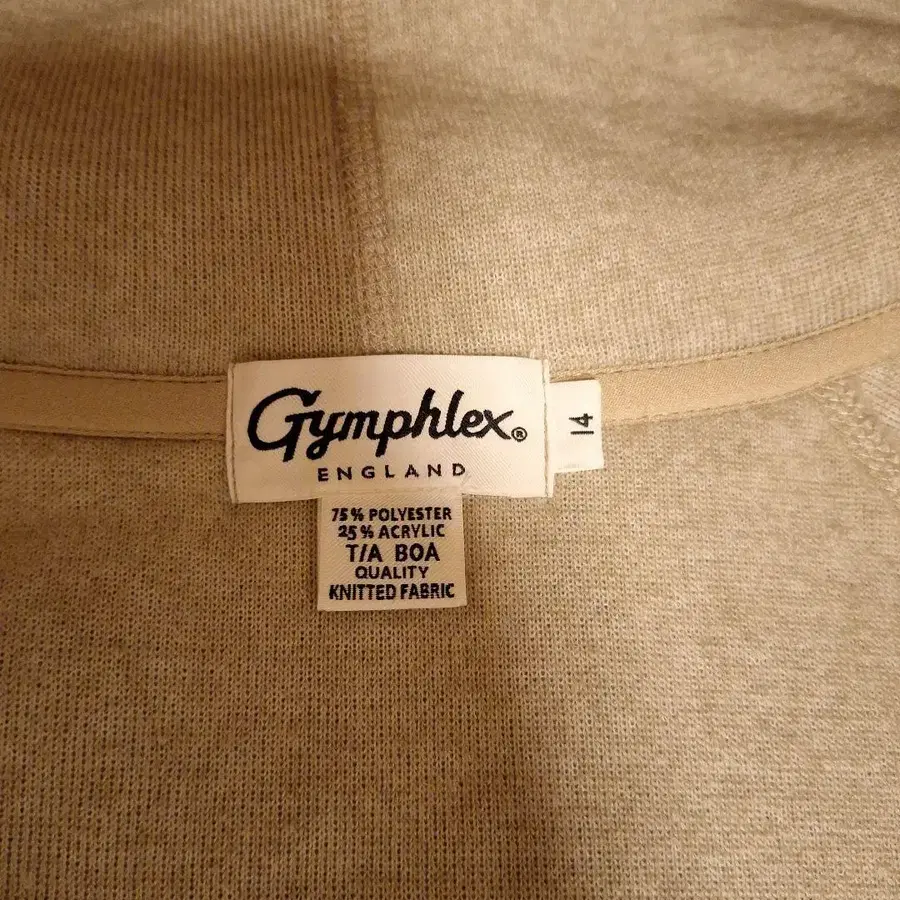 Gymphlex®
ENGLAND
14
75% POLYESTER
25% ACRYLIC
T/A BOA
QUALITY
KNITTED FABRIC